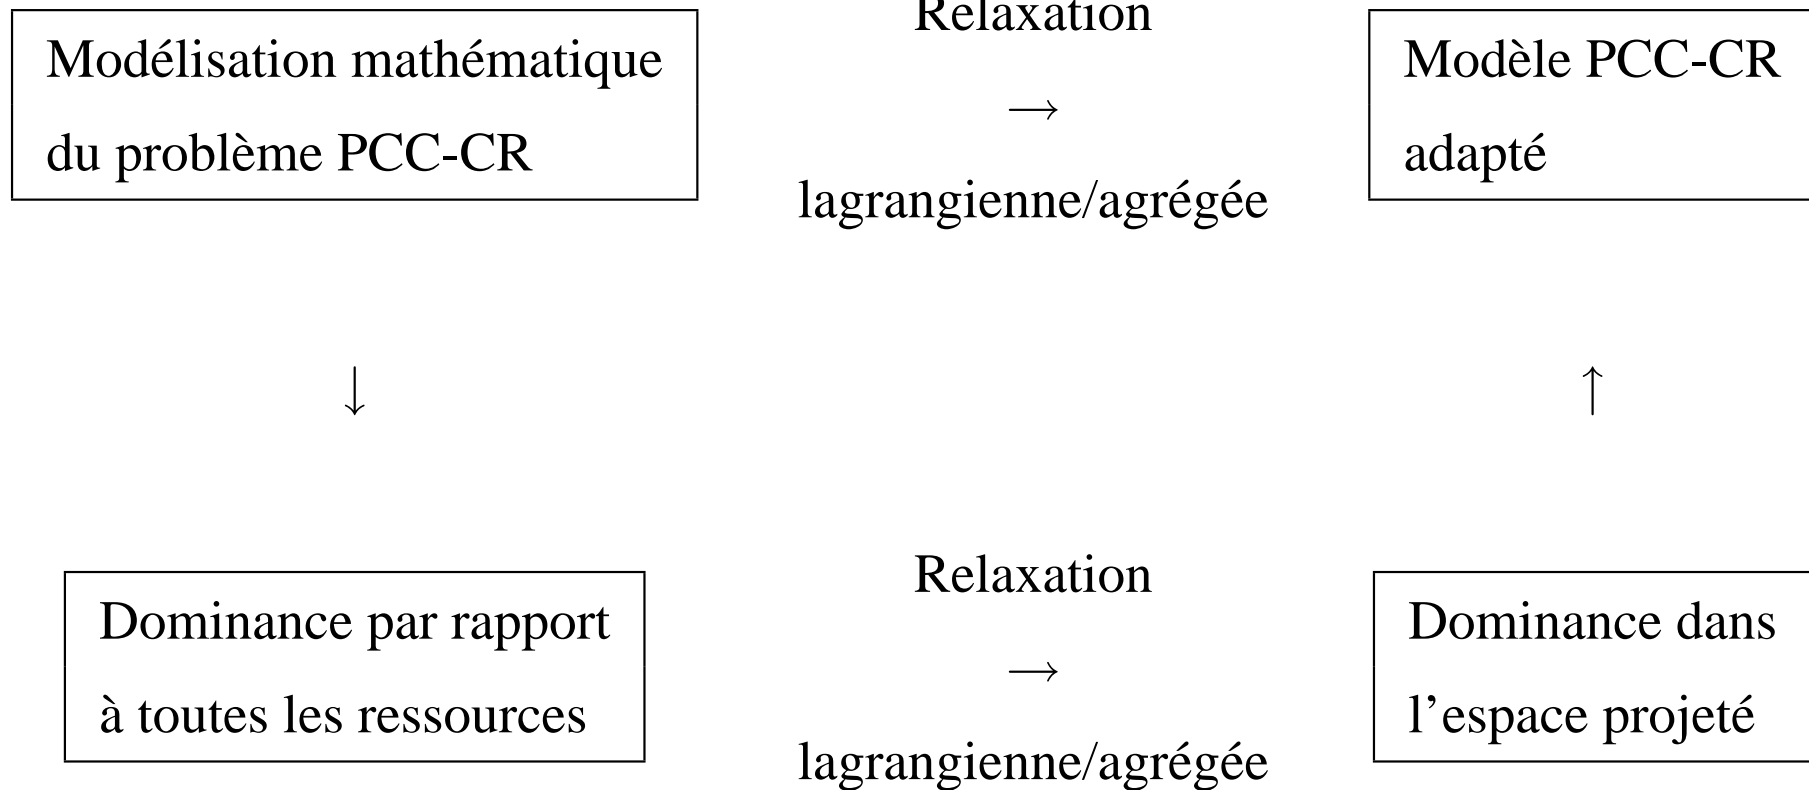 Modélisation mathématique
du problème PCC-CR
Relaxation
→
lagrangienne/agrégée
Modèle PCC-CR
adapté
↓
↑
Dominance par rapport
à toutes les ressources
Relaxation
→
lagrangienne/agrégée
Dominance dans
l’espace projeté